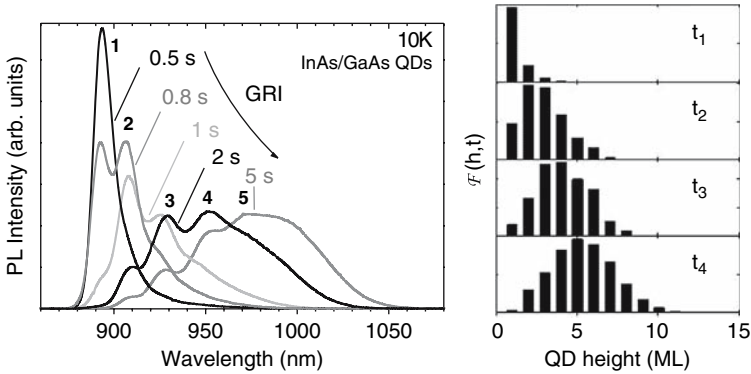 10K
InAs/GaAs QDs
1
0.5 s
GRI
0.8 s
2
1 s
2 s
5 s
3
4
5
PL Intensity (arb. units)
900
950
1000
1050
Wavelength (nm)
t1
t2
t3
t4
ℱ(h,t)
0
5
10
15
QD height (ML)